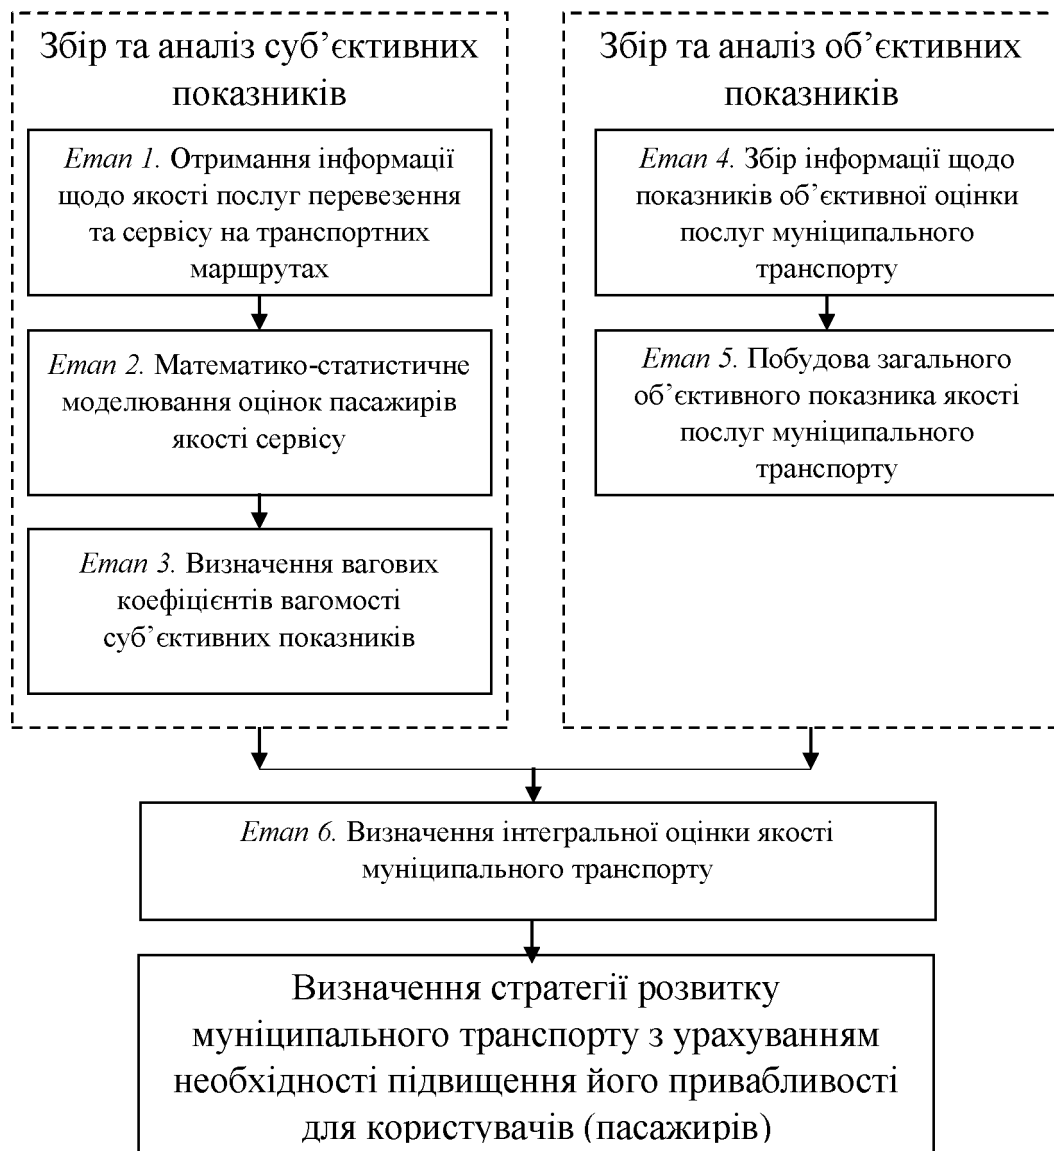 Збір та аналіз суб’єктивних
показників
Етап 1. Отримання інформації
щодо якості послуг перевезення
та сервісу на транспортних
маршрутах
Етап 2. Математико-статистичне
моделювання оцінок пасажирів
якості сервісу
Етап 3. Визначення вагових
коефіцієнтів вагомості
суб’єктивних показників
Збір та аналіз об’єктивних
показників
Етап 4. Збір інформації щодо
показників об’єктивної оцінки
послуг муніципального
транспорту
Етап 5. Побудова загального
об’єктивного показника якості
послуг муніципального
транспорту
Етап 6. Визначення інтегральної оцінки якості
муніципального транспорту
Визначення стратегії розвитку
муніципального транспорту з урахуванням
необхідності підвищення його привабливості
для користувачів (пасажирів)